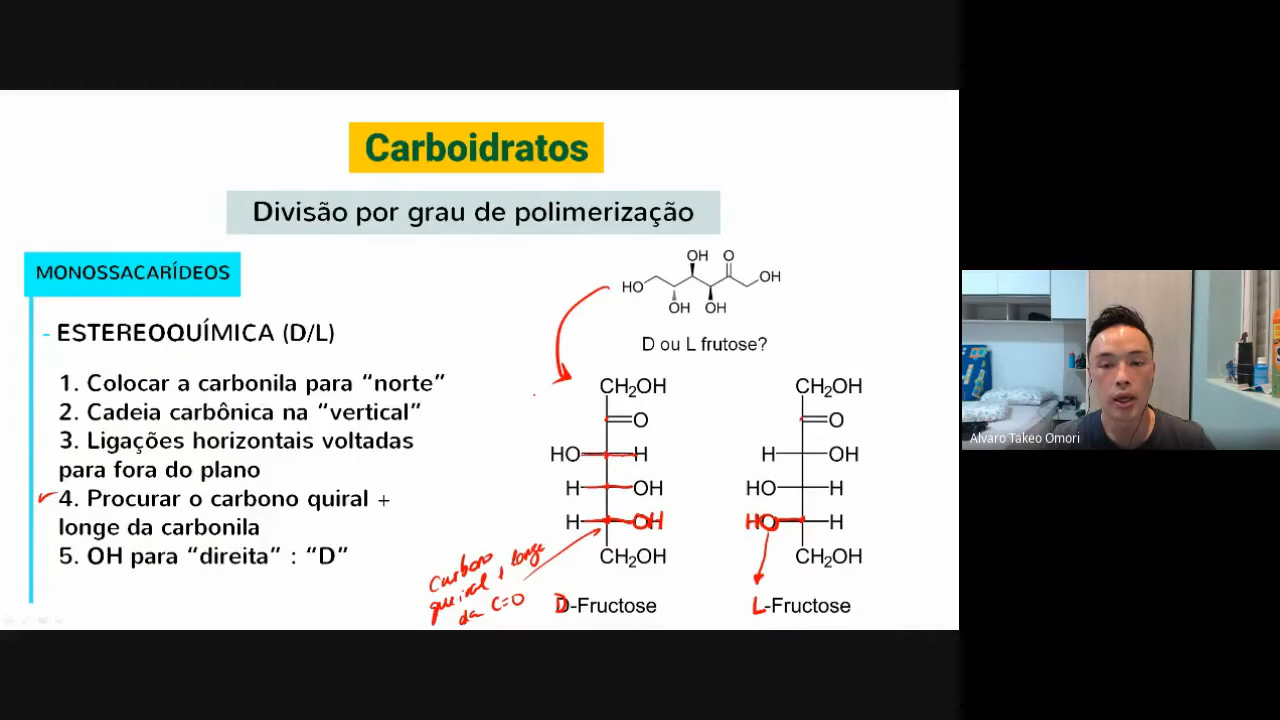 Carboidratos
Divisão por grau de polimerização
MONOSSACARÍDEOS
- ESTEREOQUÍMICA (D/L)
1. Colocar a carbonila para “norte”
2. Cadeia carbônica na “vertical”
3. Ligações horizontais voltadas
para fora do plano
4. Procurar o carbono quiral +
longe da carbonila
5. OH para “direita” : “D”
OH O
HO OH
OH OH
D ou L frutose?
CH2OH CH2OH
O O
HO H H OH
H OH HO H
H OH HO H
CH2OH CH2OH
carbono
quiral + longe
da C=O
D-Fructose L-Fructose
Alvaro Takeo Omori